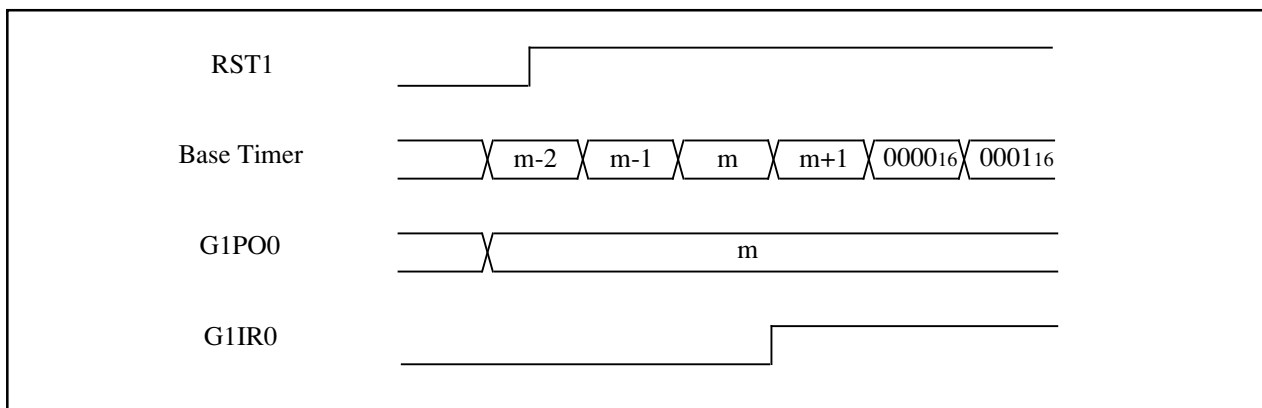 RST1
Base Timer
m-2 m-1 m m+1 0000₁₆ 0001₁₆
G1PO0
m
G1IR0